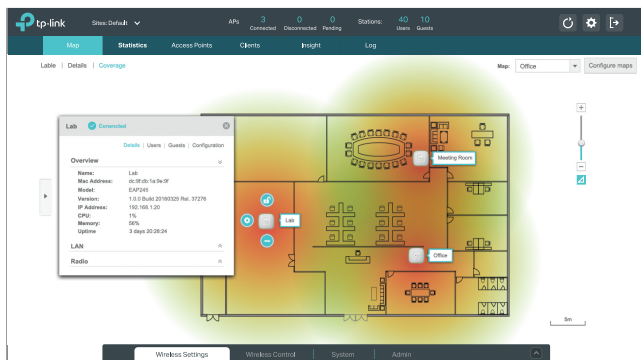 tp-link
Sites: Default
APs 3 0 0 Stations: 40 10
Connected Disconnected Pending Users Guests
Map Statistics Access Points Clients Insight Log
Lable | Details | Coverage
Map: Office Configure maps
Lab Connected
Details | Users | Guests | Configuration
Overview
Name: Lab
Mac Address: dc:9f:db:1a:9e:9f
Model: EAP245
Version: 1.0.0 Build 20160325 Rel. 37276
IP Address: 192.168.1.20
CPU: 1%
Memory: 56%
Uptime 3 days 20:28:24
LAN
Radio
Meeting Room
Lab
Office
5m
Wireless Settings Wireless Control System Admin